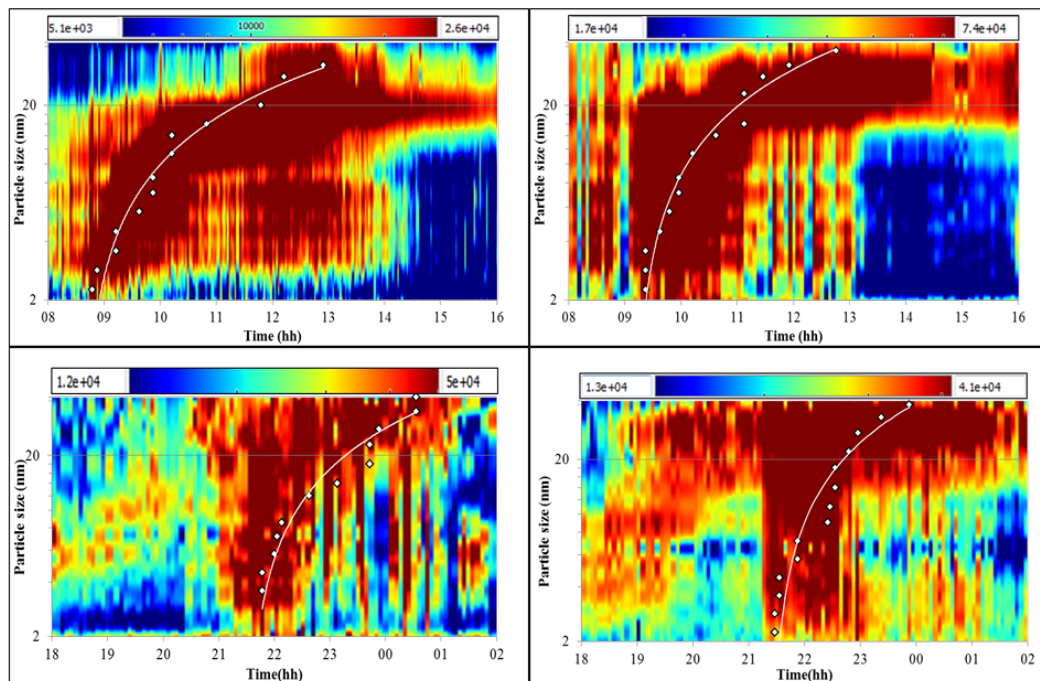 5.1e+03 10000 2.6e+04
Particle size (nm)
20
2
08 09 10 11 12 13 14 15 16
Time (hh)
1.7e+04 7.4e+04
Particle size (nm)
20
2
08 09 10 11 12 13 14 15 16
Time (hh)
1.2e+04 5e+04
Particle size (nm)
20
2
18 19 20 21 22 23 00 01 02
Time(hh)
1.3e+04 4.1e+04
Particle size (nm)
20
2
18 19 20 21 22 23 00 01 02
Time(hh)